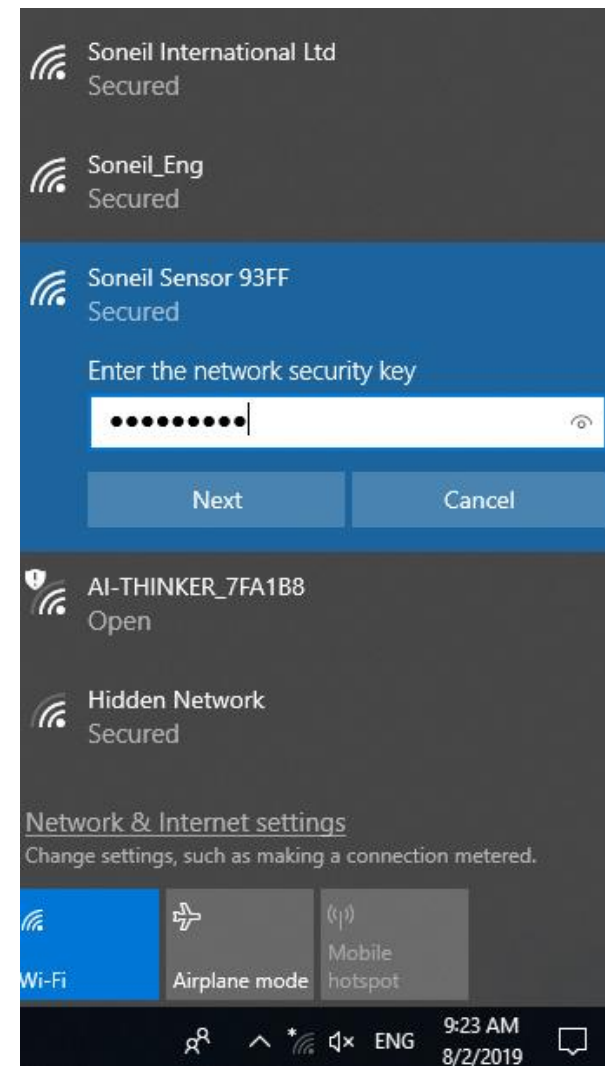 Soneil International Ltd
Secured
Soneil_Eng
Secured
Soneil Sensor 93FF
Secured
Enter the network security key
●●●●●●●●●
Next Cancel
AI-THINKER_7FA1B8
Open
Hidden Network
Secured
Network & Internet settings
Change settings, such as making a connection metered.
Wi-Fi
Airplane mode
Mobile
hotspot
ENG
9:23 AM
8/2/2019